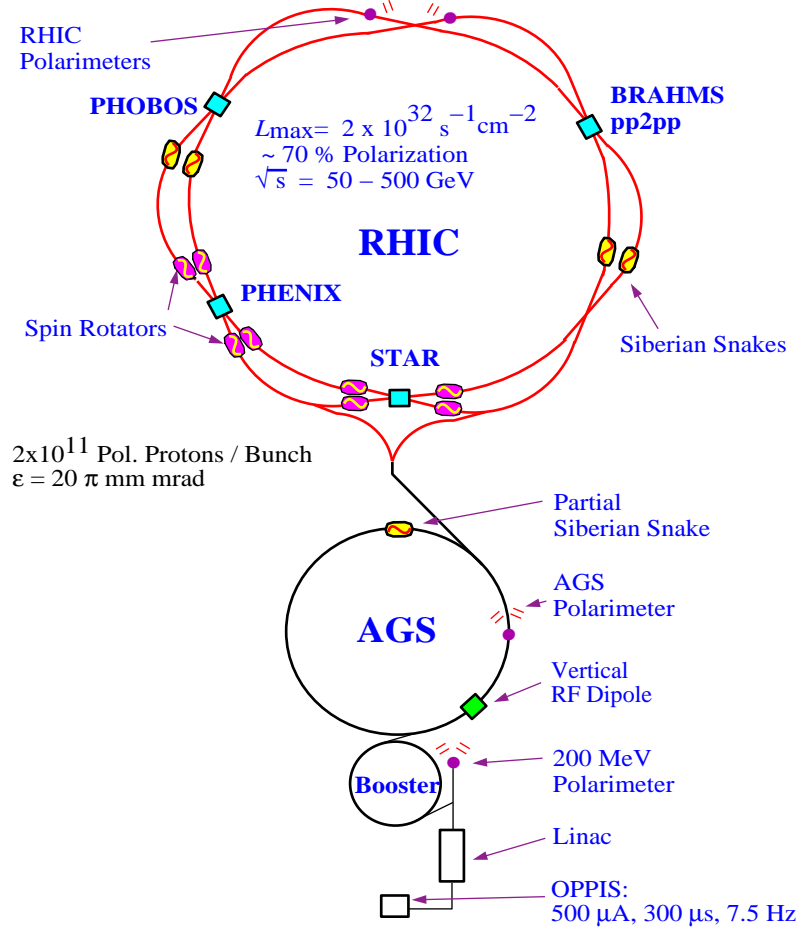 RHIC
Polarimeters
PHOBOS
BRAHMS
pp2pp
Lmax= 2 x 10^32 s^−1 cm^−2
~ 70 % Polarization
√s = 50 – 500 GeV
RHIC
PHENIX
Spin Rotators
STAR
Siberian Snakes
2x10^11 Pol. Protons / Bunch
ε = 20 π mm mrad
Partial
Siberian Snake
AGS
Polarimeter
AGS
Vertical
RF Dipole
200 MeV
Polarimeter
Booster
Linac
OPPIS:
500 μA, 300 μs, 7.5 Hz